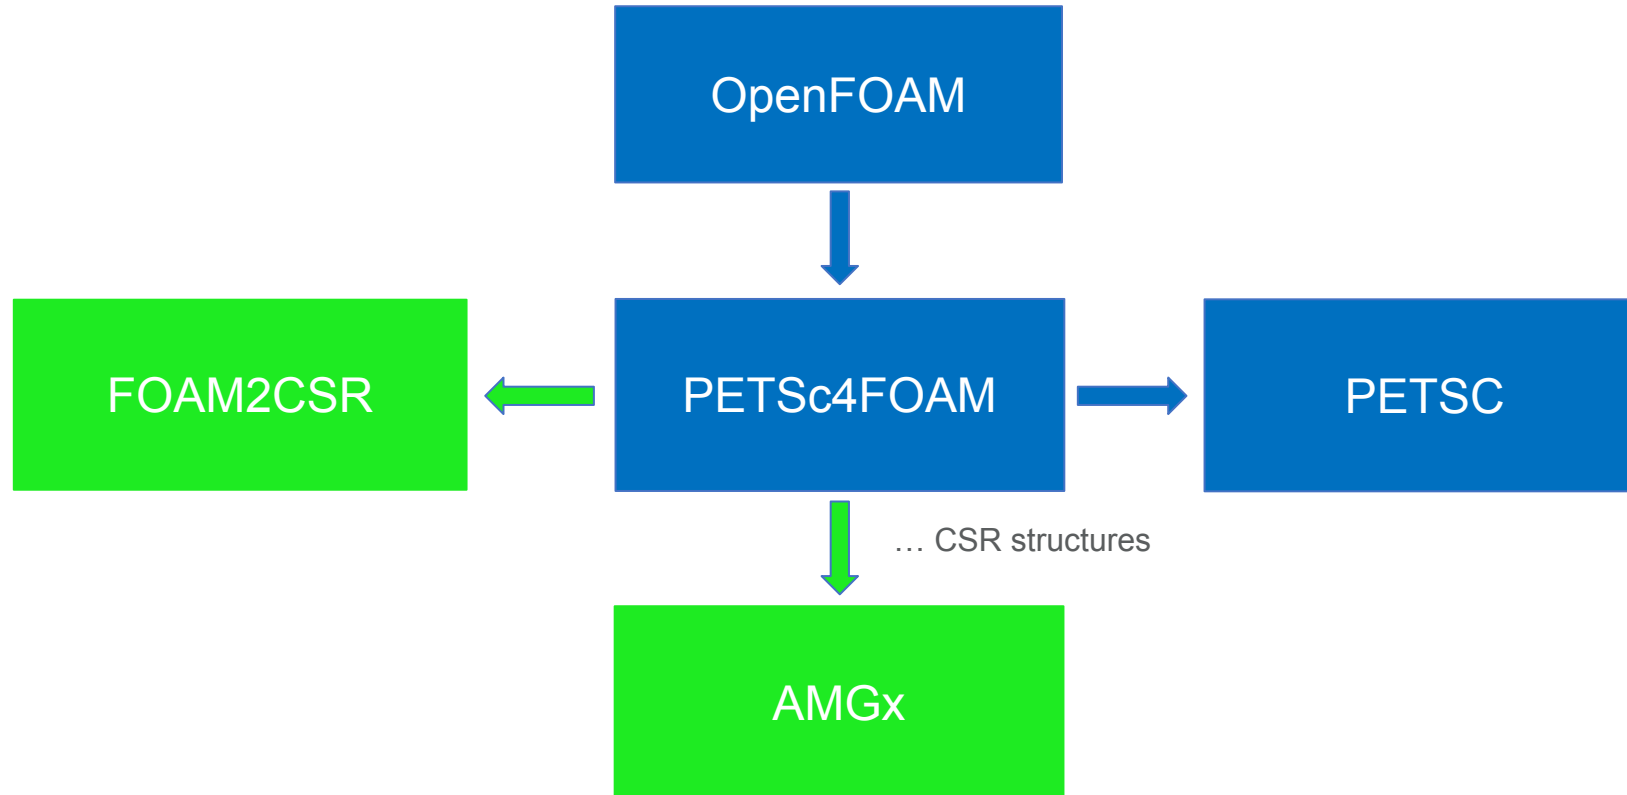 OpenFOAM
FOAM2CSR
PETSc4FOAM
PETSC
... CSR structures
AMGx